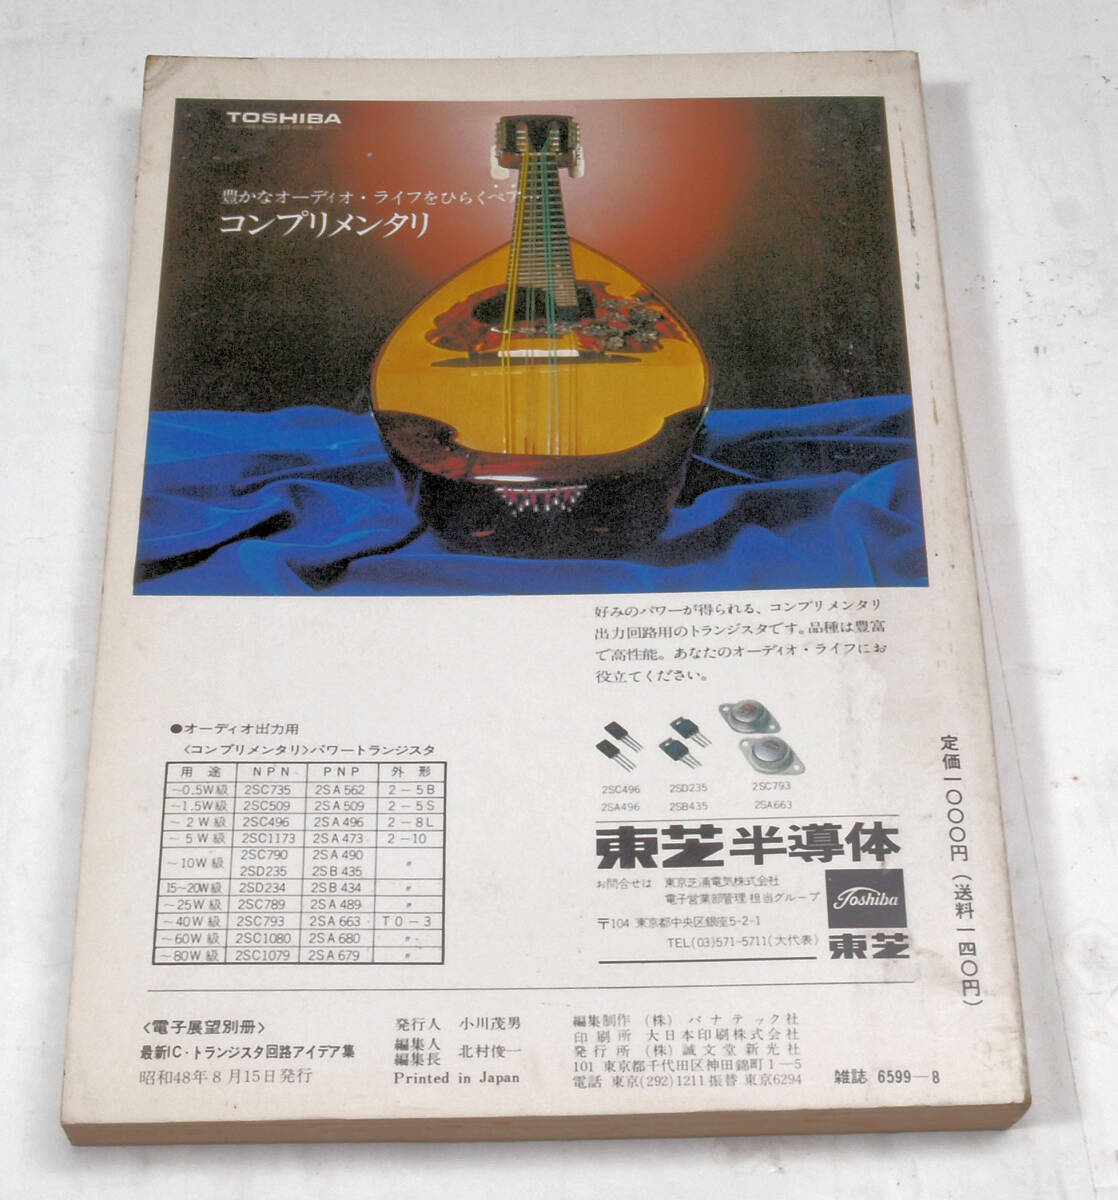 TOSHIBA
豊かなオーディオ・ライフをひらくペア…
コンプリメンタリ
好みのパワーが得られる、コンプリメンタリ
出力回路用のトランジスタです。品種は豊富
で高性能。あなたのオーディオ・ライフにお
役立てください。
●オーディオ出力用
〈コンプリメンタリ〉パワートランジスタ
用途 NPN PNP 外形
～0.5W級 2SC735 2SA562 2-5B
～1.5W級 2SC509 2SA509 2-5S
～2W級 2SC496 2SA496 2-8L
～5W級 2SC1173 2SA473 2-10
～10W級 2SC790 2SA490 〃
2SD235 2SB435
15～20W級 2SD234 2SB434 〃
～25W級 2SC789 2SA489 〃
～40W級 2SC793 2SA663 TO-3
～60W級 2SC1080 2SA680 〃
～80W級 2SC1079 2SA679 〃
2SC496 2SD235 2SC793
2SA496 2SB435 2SA663
東芝半導体
お問合せは 東京芝浦電気株式会社
電子営業部管理担当グループ
〒104 東京都中央区銀座5-2-1
TEL(03)571-5711(大代表)
Toshiba
東芝
定価一〇〇〇円(送料一四〇円)
〈電子展望別冊〉
最新IC・トランジスタ回路アイデア集
昭和48年8月15日発行
発行人 小川茂男
編集人
編集長 北村俊一
Printed in Japan
編集制作 (株) パナテック社
印刷所 大日本印刷株式会社
発行所 (株) 誠文堂新光社
101 東京都千代田区神田錦町1－5
電話 東京(292)1211 振替 東京6294
雑誌 6599－8